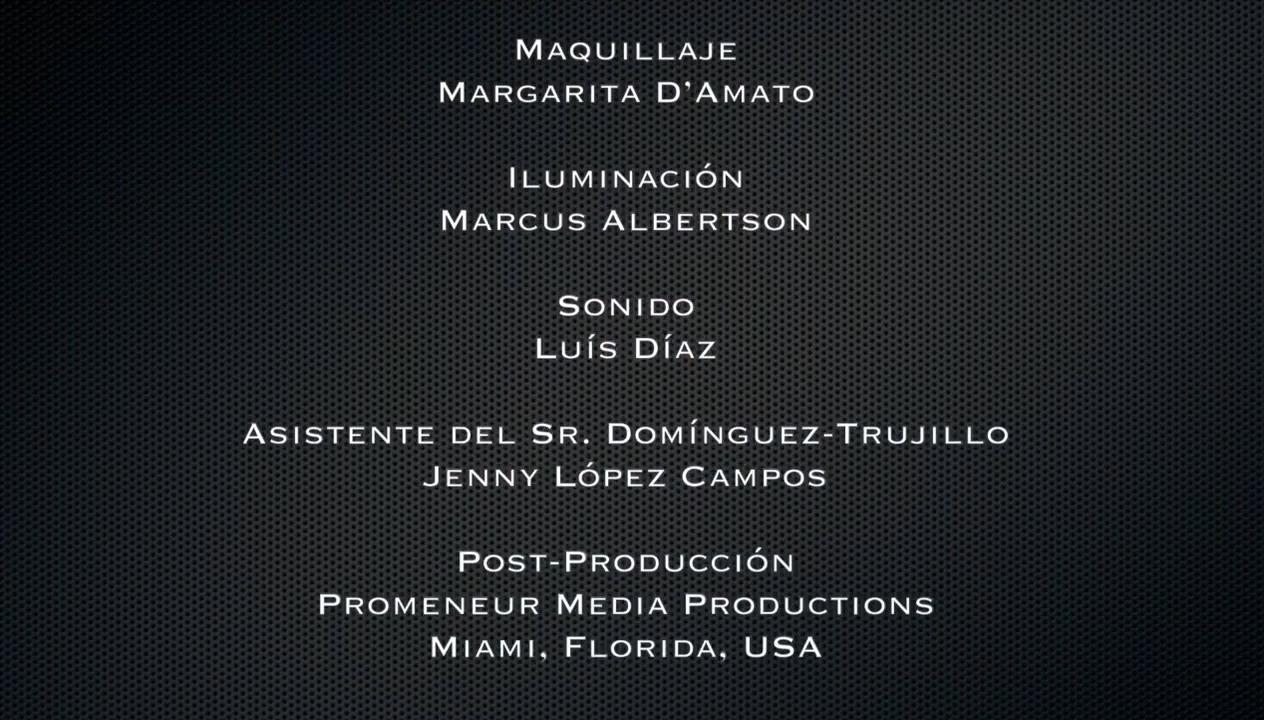 Maquillaje
Margarita D'Amato
Iluminación
Marcus Albertson
Sonido
Luís Díaz
Asistente del Sr. Domínguez-Trujillo
Jenny López Campos
Post-Producción
Promeneur Media Productions
Miami, Florida, USA